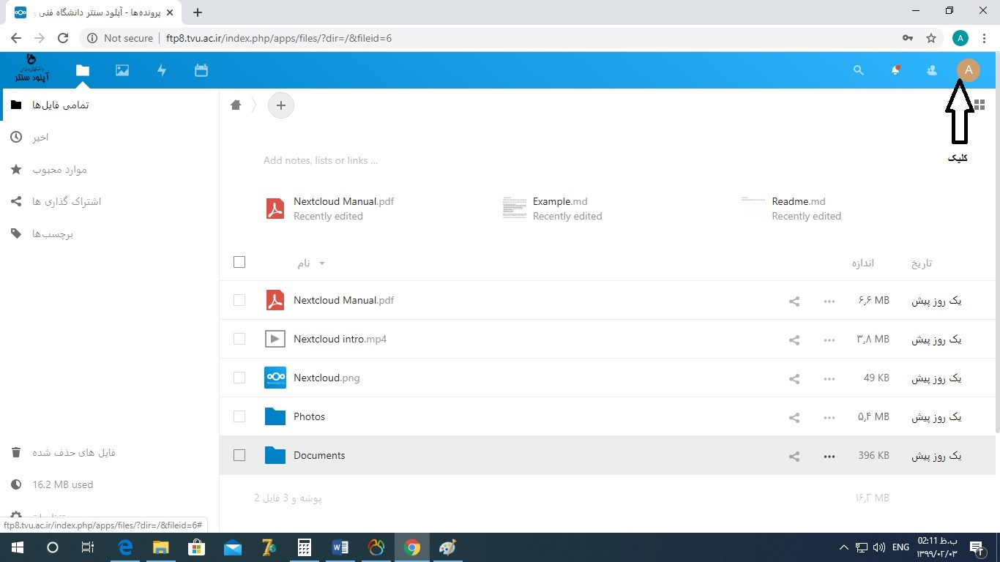 پرونده‌ها - آپلود سنتر دانشگاه فنی و
Not secure
ftp8.tvu.ac.ir/index.php/apps/files/?dir=/&fileid=6
A
آپلود سنتر
A
تمامی فایل‌ها
اخیر
موارد محبوب
اشتراک گذاری ها
برچسب‌ها
کلیک
Add notes, lists or links ...
Nextcloud Manual.pdf
Recently edited
Example.md
Recently edited
Readme.md
Recently edited
نام
اندازه
تاریخ
Nextcloud Manual.pdf
۶٫۶ MB
یک روز پیش
Nextcloud intro.mp4
۳٫۸ MB
یک روز پیش
Nextcloud.png
49 KB
یک روز پیش
Photos
۵٫۴ MB
یک روز پیش
Documents
396 KB
یک روز پیش
2 پوشه و 3 فایل
۱۶٫۲ MB
فایل های حذف شده
16.2 MB used
ftp8.tvu.ac.ir/index.php/apps/files/?dir=/&fileid=6#
ENG
02:11 ب.ظ
۱۳۹۹/۰۲/۰۳